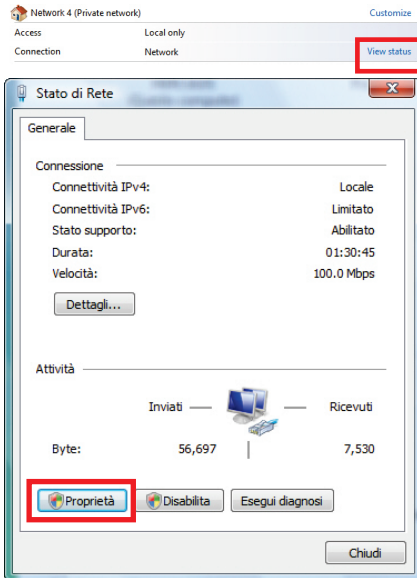 Network 4 (Private network) Customize
Access Local only
Connection Network View status
Stato di Rete
Generale
Connessione
Connettività IPv4: Locale
Connettività IPv6: Limitato
Stato supporto: Abilitato
Durata: 01:30:45
Velocità: 100.0 Mbps
Dettagli...
Attività
Inviati Ricevuti
Byte: 56,697 7,530
Proprietà Disabilita Esegui diagnosi
Chiudi